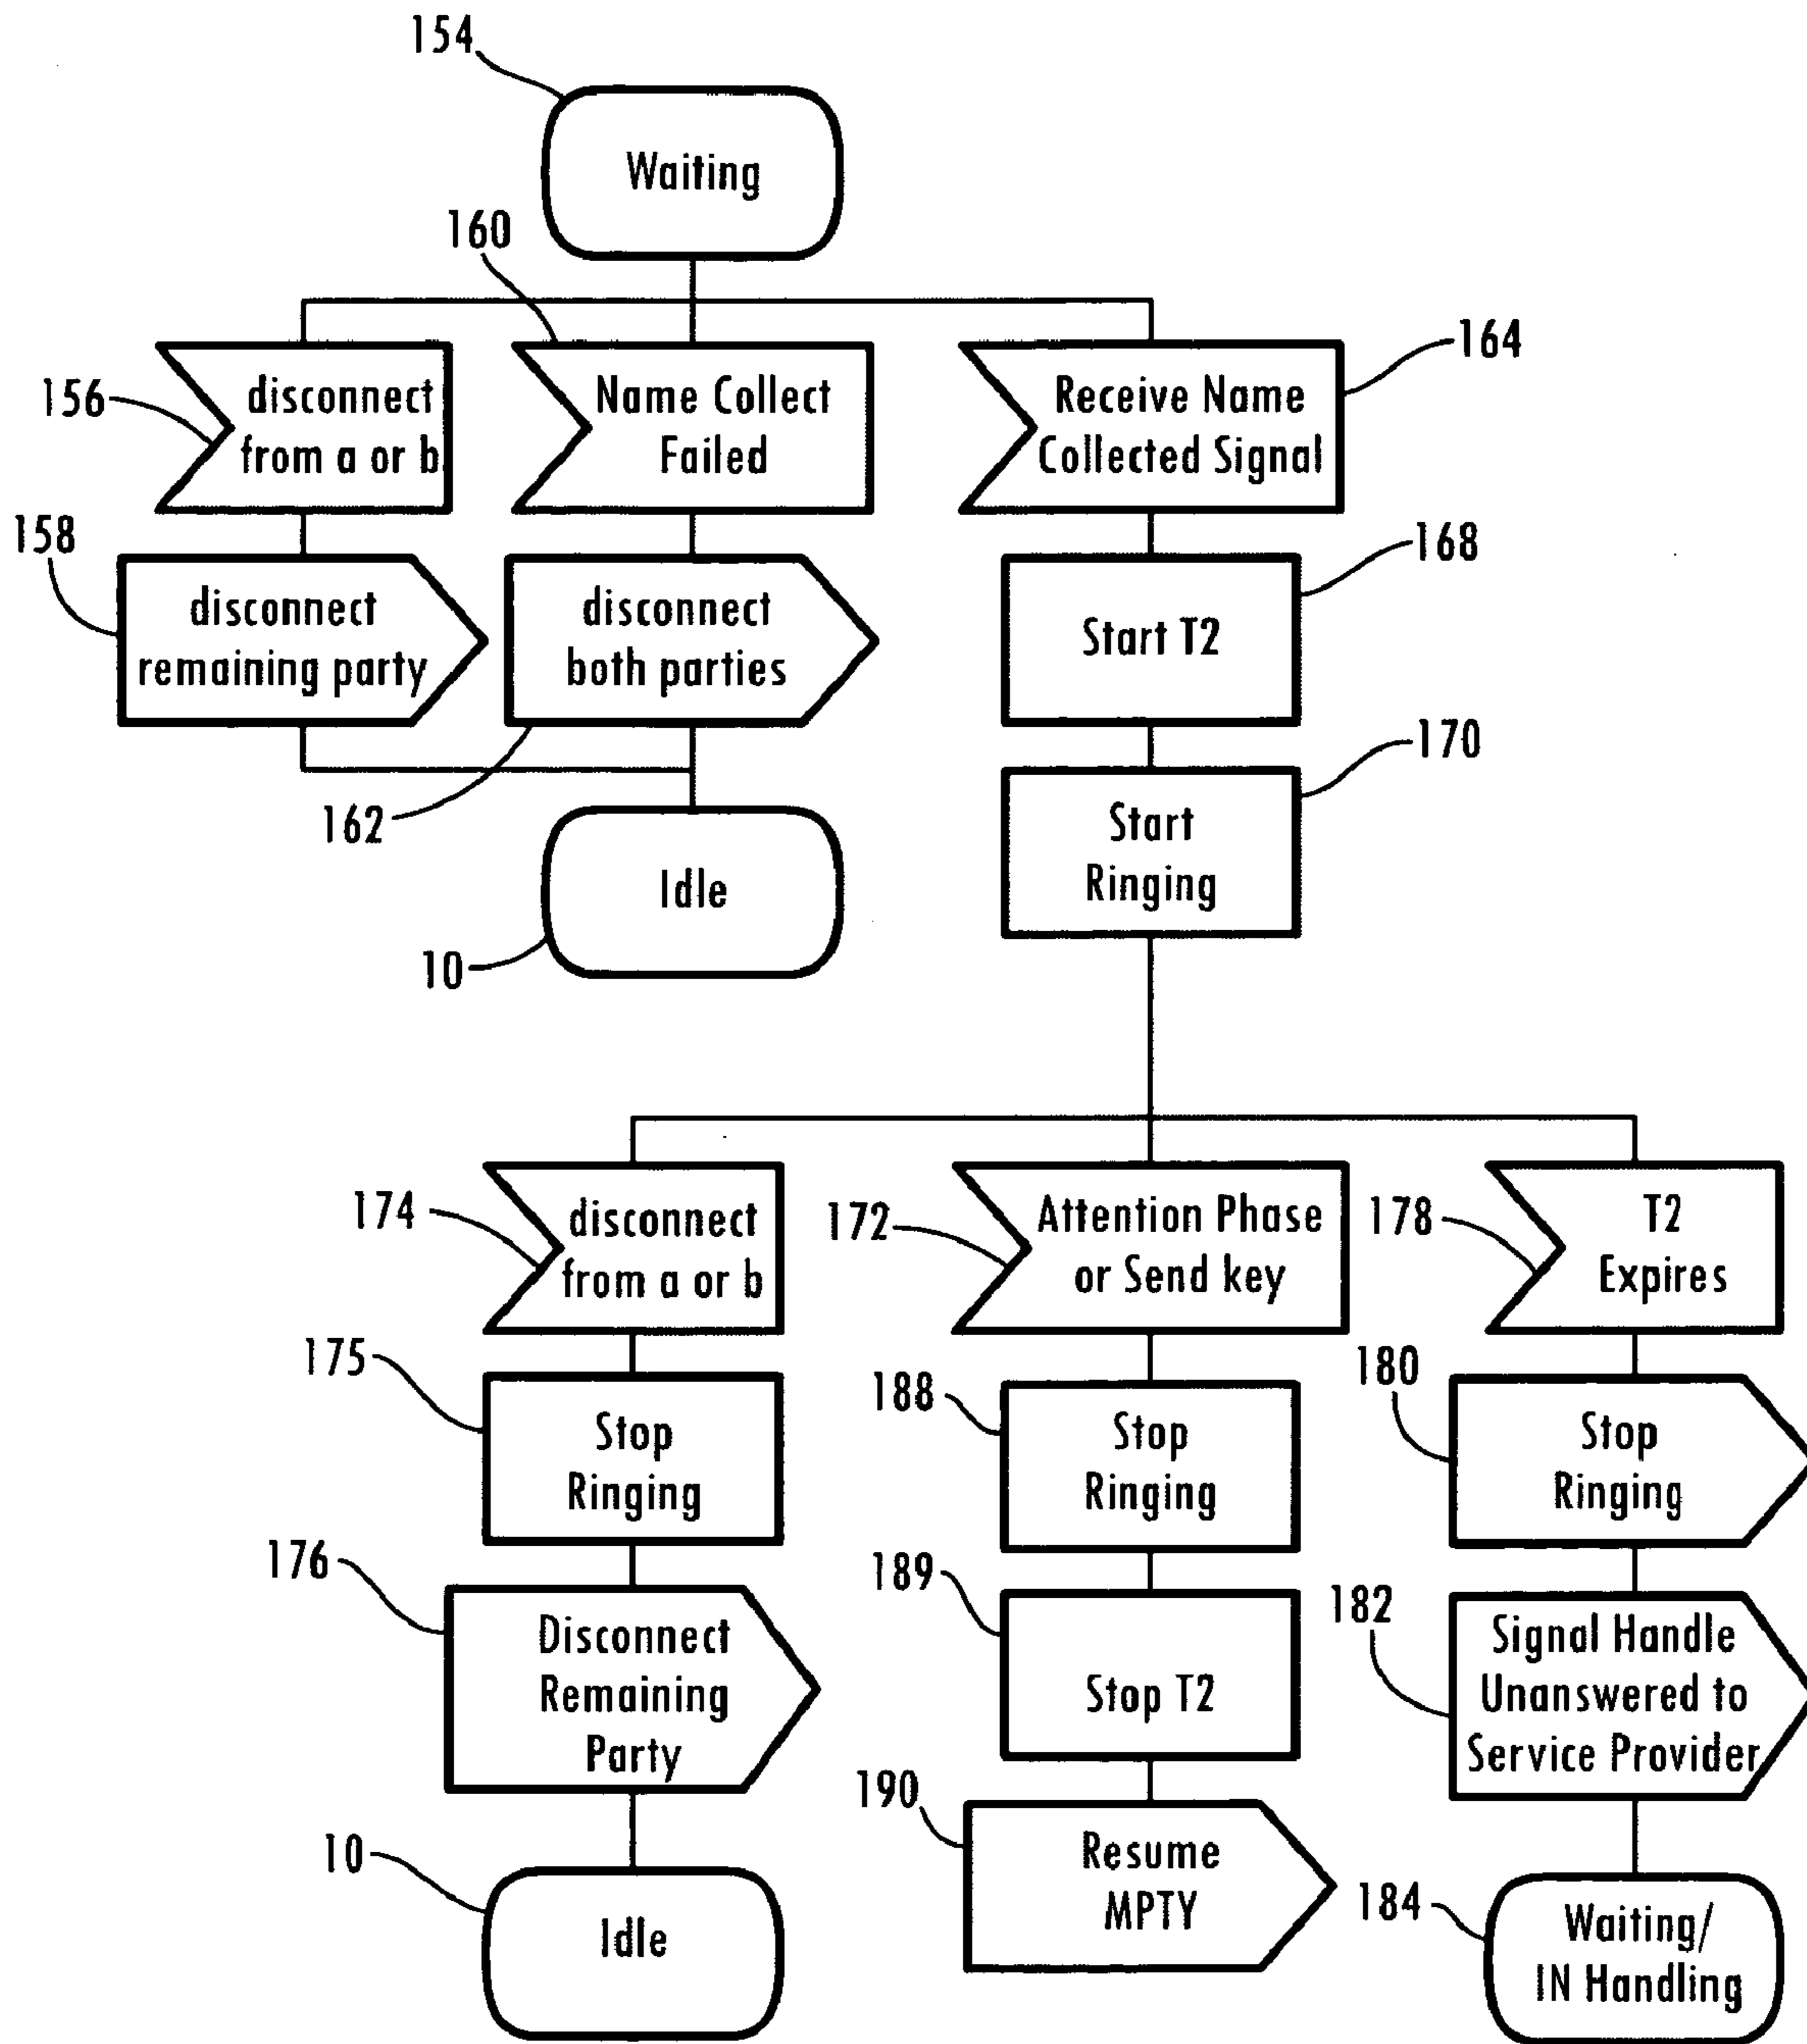 154
Waiting
160
156
disconnect
from a or b
Name Collect
Failed
Receive Name
Collected Signal
164
158
disconnect
remaining party
disconnect
both parties
162
Start T2
168
Start
Ringing
170
Idle
10
174
disconnect
from a or b
172
Attention Phase
or Send key
178
T2
Expires
175
Stop
Ringing
188
Stop
Ringing
180
Stop
Ringing
176
Disconnect
Remaining
Party
189
Stop T2
182
Signal Handle
Unanswered to
Service Provider
10
Idle
190
Resume
MPTY
184
Waiting/
IN Handling